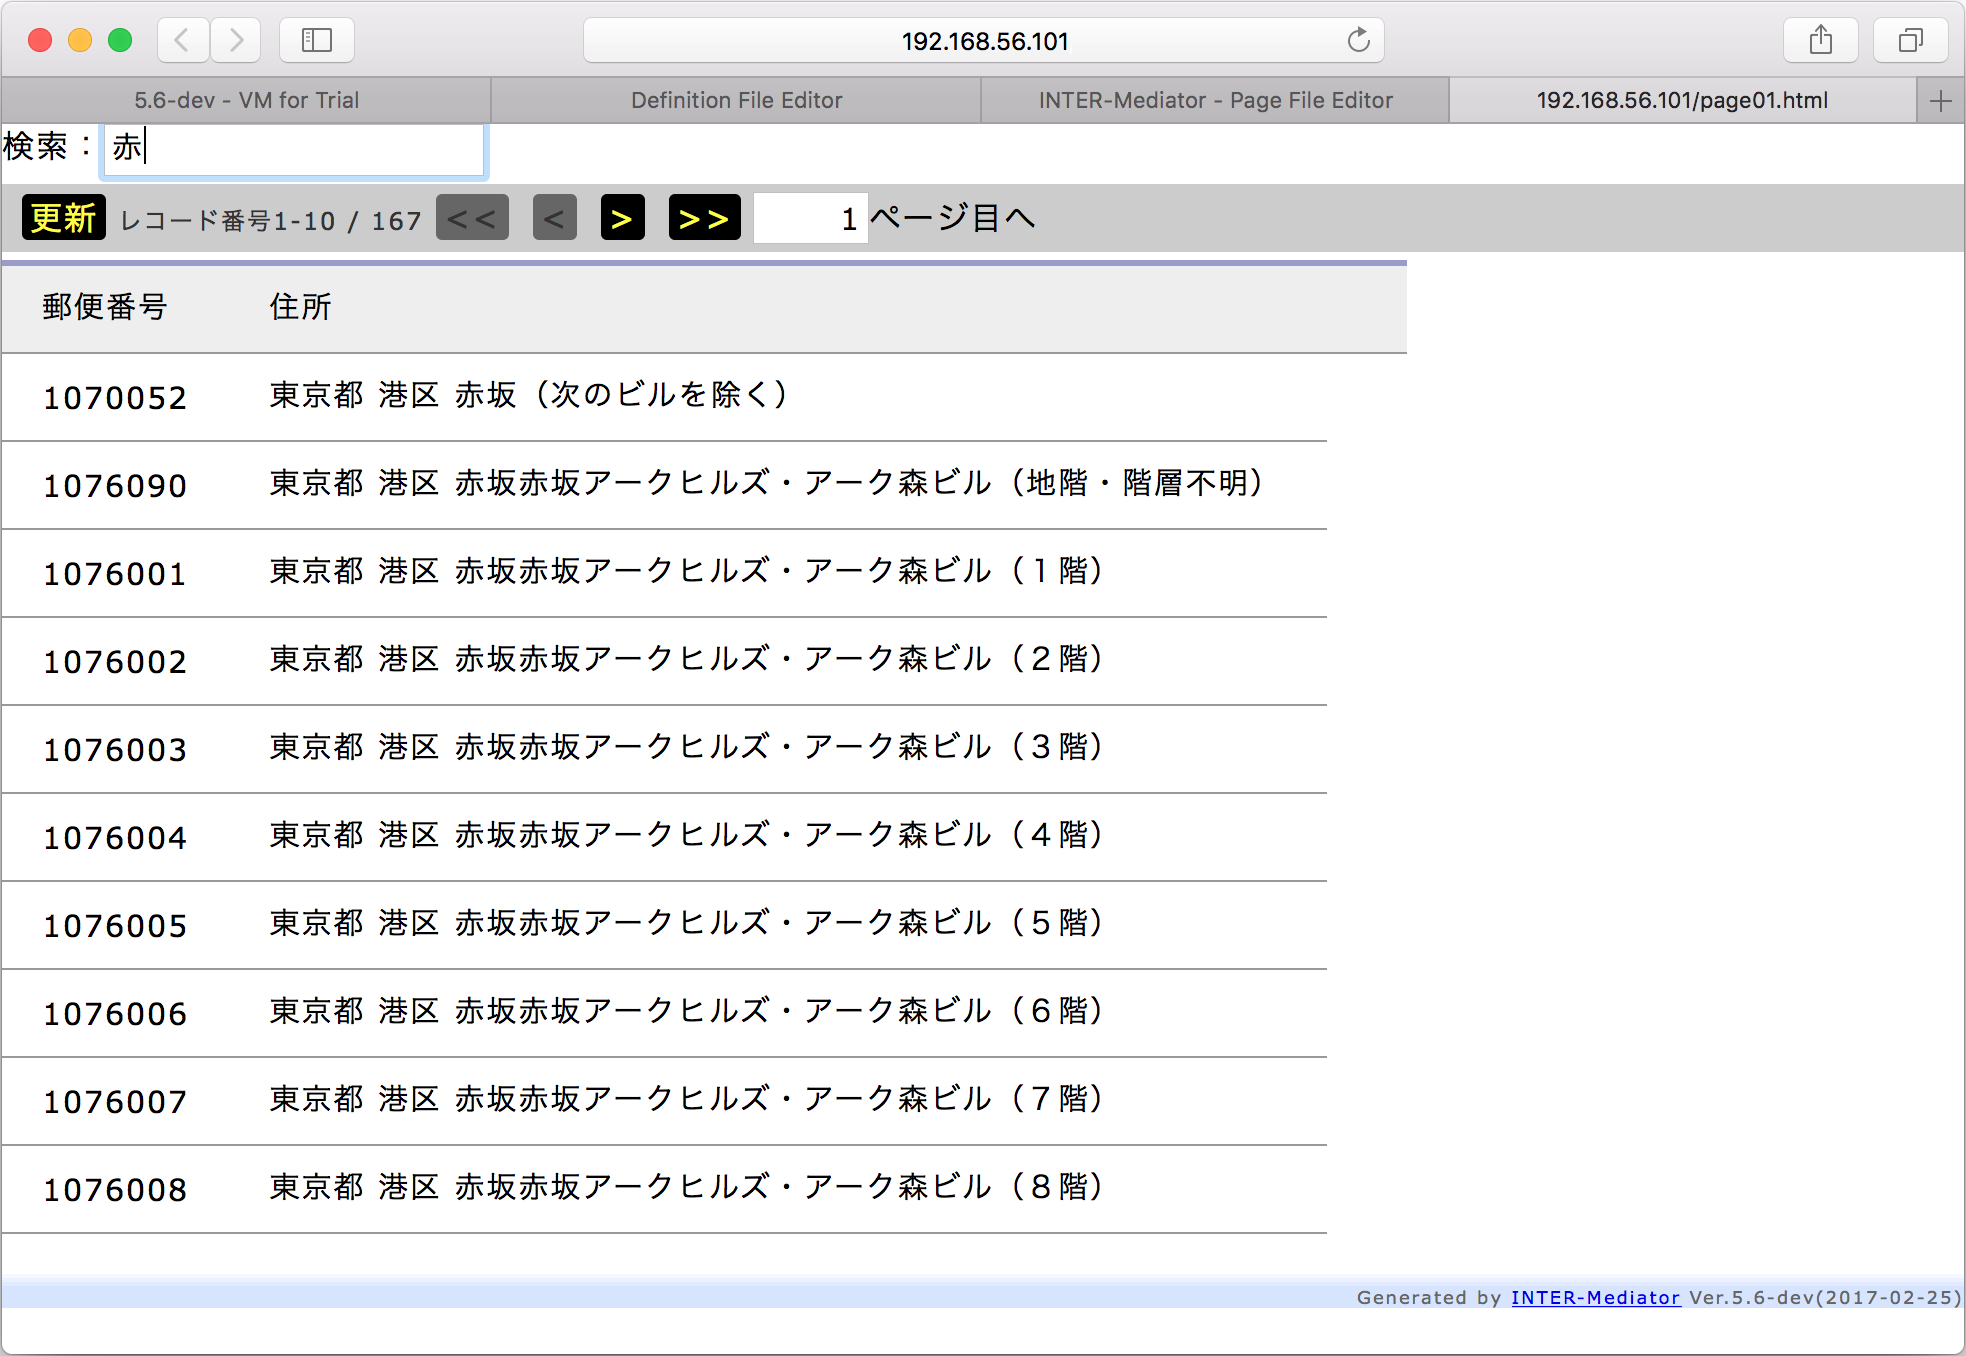 192.168.56.101
5.6-dev - VM for Trial Definition File Editor INTER-Mediator - Page File Editor 192.168.56.101/page01.html
検索：赤
更新 レコード番号1-10 / 167 << < > >> 1ページ目へ
郵便番号 住所
1070052 東京都 港区 赤坂（次のビルを除く）
1076090 東京都 港区 赤坂赤坂アークヒルズ・アーク森ビル（地階・階層不明）
1076001 東京都 港区 赤坂赤坂アークヒルズ・アーク森ビル（１階）
1076002 東京都 港区 赤坂赤坂アークヒルズ・アーク森ビル（２階）
1076003 東京都 港区 赤坂赤坂アークヒルズ・アーク森ビル（３階）
1076004 東京都 港区 赤坂赤坂アークヒルズ・アーク森ビル（４階）
1076005 東京都 港区 赤坂赤坂アークヒルズ・アーク森ビル（５階）
1076006 東京都 港区 赤坂赤坂アークヒルズ・アーク森ビル（６階）
1076007 東京都 港区 赤坂赤坂アークヒルズ・アーク森ビル（７階）
1076008 東京都 港区 赤坂赤坂アークヒルズ・アーク森ビル（８階）
Generated by INTER-Mediator Ver.5.6-dev(2017-02-25)